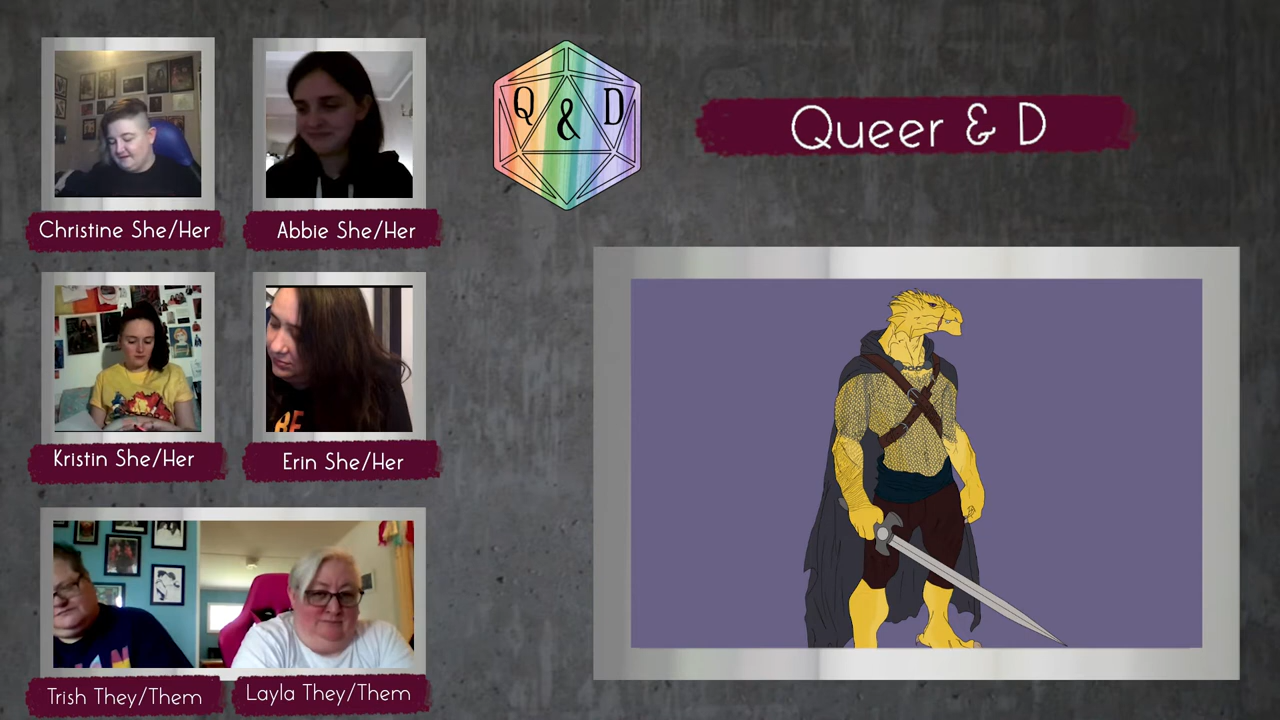 Q & D
Queer & D
Christine She/Her
Abbie She/Her
Kristin She/Her
Erin She/Her
BE
Trish They/Them
Layla They/Them